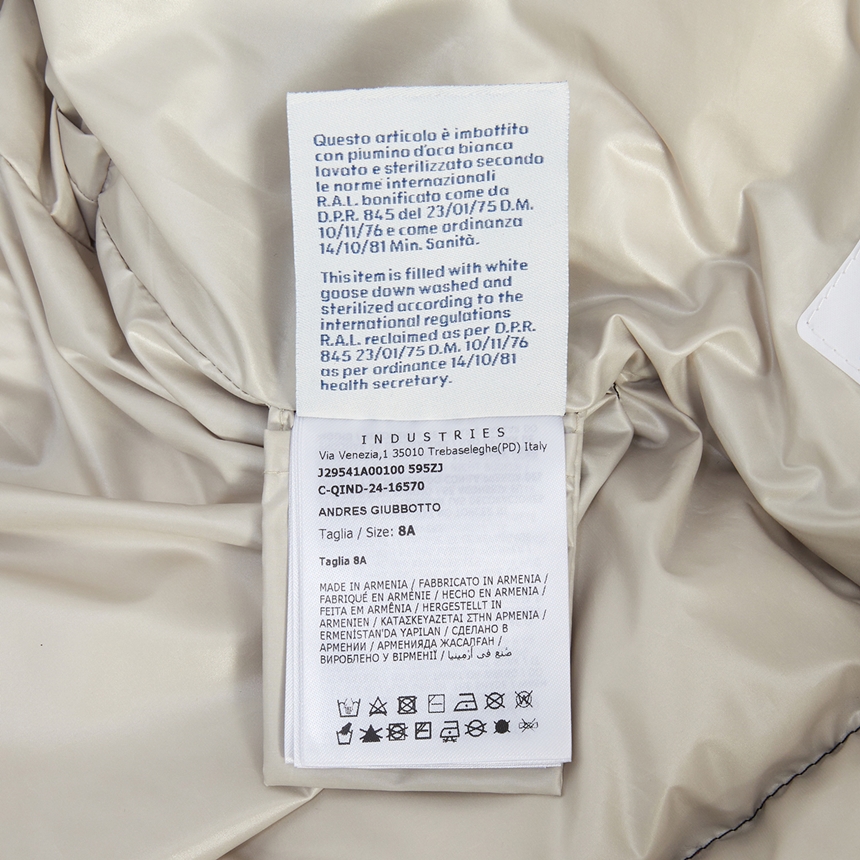 Questo articolo è imbottito
con piumino d'oca bianca
lavato e sterilizzato secondo
le norme internazionali
R.A.L. bonificato come da
D.P.R. 845 del 23/01/75 D.M.
10/11/76 e come ordinanza
14/10/81 Min. Sanità.
This item is filled with white
goose down washed and
sterilized according to the
international regulations
R.A.L. reclaimed as per D.P.R.
845 23/01/75 D.M. 10/11/76
as per ordinance 14/10/81
health secretary.
INDUSTRIES
Via Venezia,1 35010 Trebaseleghe(PD) Italy
J29541A00100 595ZJ
C-QIND-24-16570
ANDRES GIUBBOTTO
Taglia / Size: 8A
Taglia 8A
MADE IN ARMENIA / FABBRICATO IN ARMENIA /
FABRIQUÉ EN ARMÉNIE / HECHO EN ARMENIA /
FEITA EM ARMÊNIA / HERGESTELLT IN
ARMENIEN / ΚΑΤΑΣΚΕΥΑΖΕΤΑΙ ΣΤΗΝ ΑΡΜΕΝΙΑ /
ERMENİSTAN'DA YAPILAN / СДЕЛАНО В
АРМЕНИИ / АРМЕНИЯДА ЖАСАЛҒАН /
ВИРОБЛЕНО У ВІРМЕНІЇ / صُنع في أرمينيا